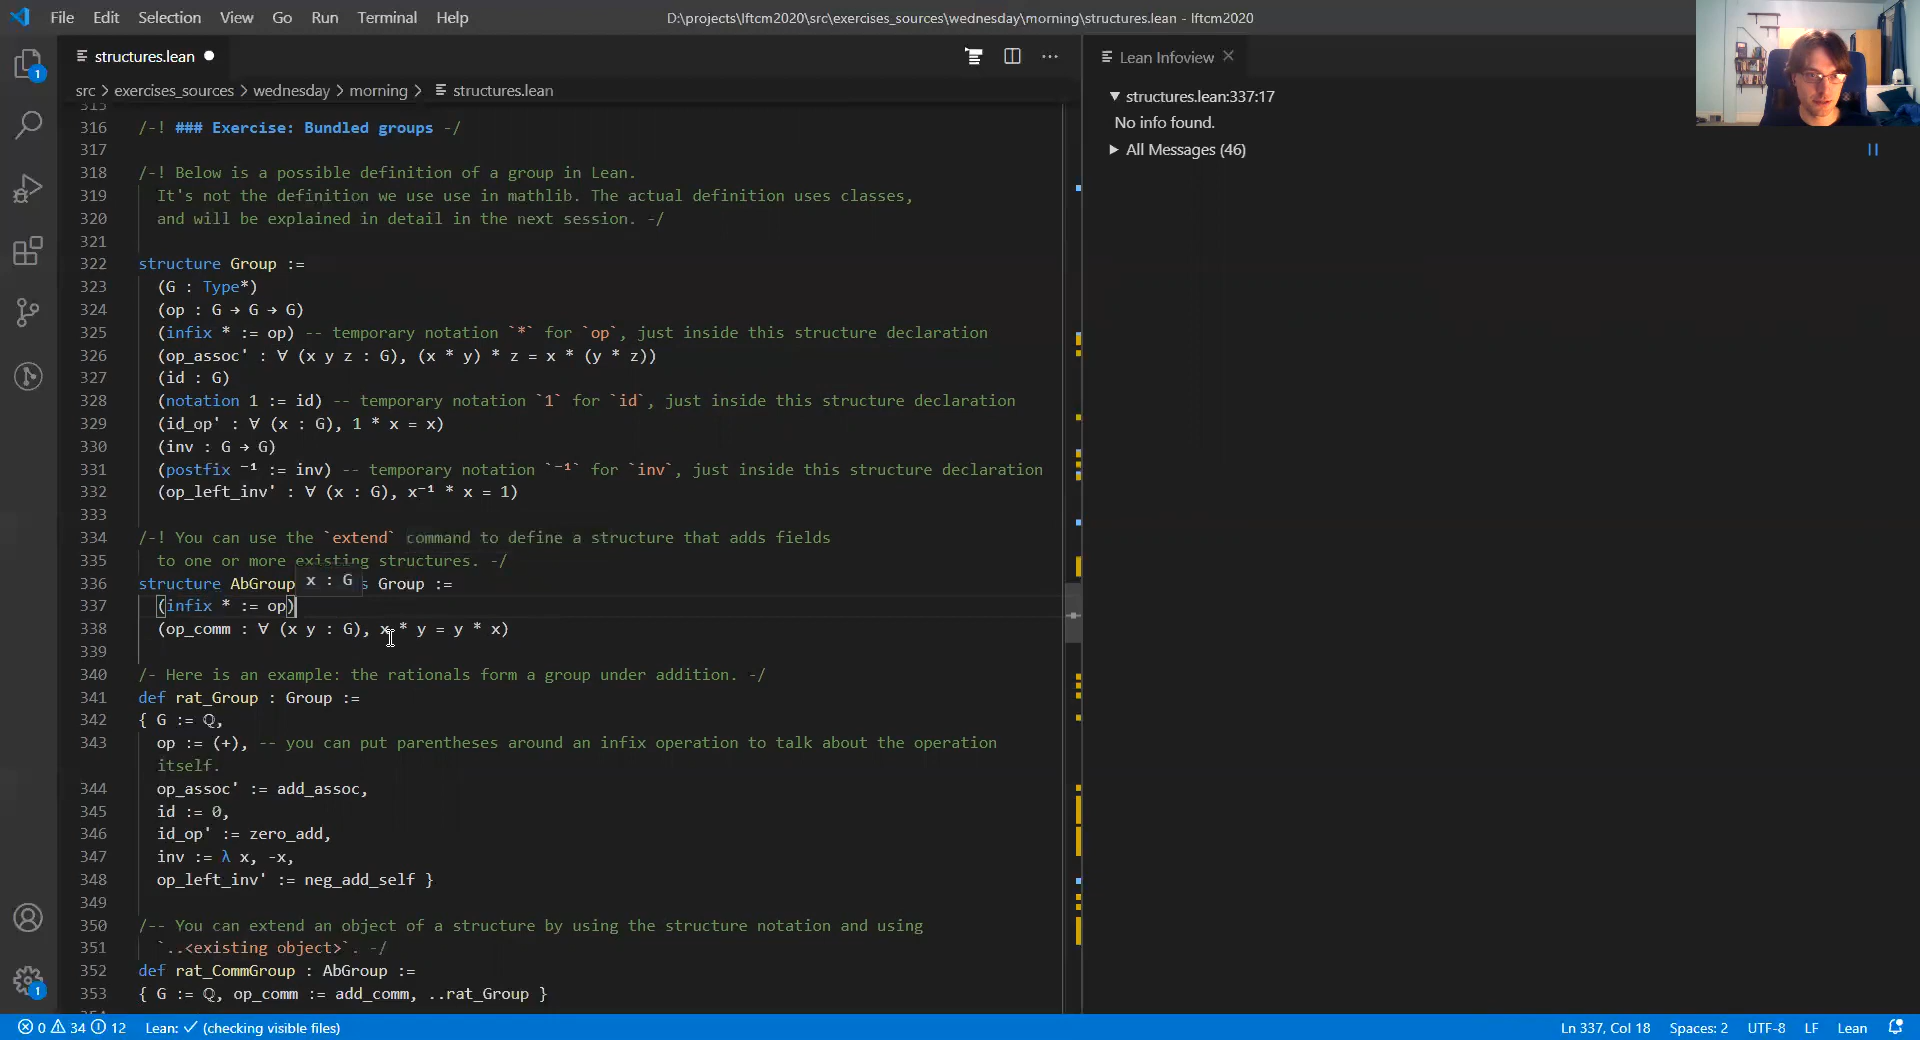 File Edit Selection View Go Run Terminal Help
D:\projects\lftcm2020\src\exercises_sources\wednesday\morning\structures.lean - lftcm2020
structures.lean
Lean Infoview
src > exercises_sources > wednesday > morning > structures.lean
structures.lean:337:17
No info found.
All Messages (46)
1
315
316 /-! ### Exercise: Bundled groups -/
317
318 /-! Below is a possible definition of a group in Lean.
319 It's not the definition we use use in mathlib. The actual definition uses classes,
320 and will be explained in detail in the next session. -/
321
322 structure Group :=
323 (G : Type*)
324 (op : G → G → G)
325 (infix * := op) -- temporary notation `*` for `op`, just inside this structure declaration
326 (op_assoc' : ∀ (x y z : G), (x * y) * z = x * (y * z))
327 (id : G)
328 (notation 1 := id) -- temporary notation `1` for `id`, just inside this structure declaration
329 (id_op' : ∀ (x : G), 1 * x = x)
330 (inv : G → G)
331 (postfix ⁻¹ := inv) -- temporary notation `⁻¹` for `inv`, just inside this structure declaration
332 (op_left_inv' : ∀ (x : G), x⁻¹ * x = 1)
333
334 /-! You can use the `extend` command to define a structure that adds fields
335 to one or more existing structures. -/
336 structure AbGroup s Group :=
x : G
337 (infix * := op)
338 (op_comm : ∀ (x y : G), x * y = y * x)
339
340 /- Here is an example: the rationals form a group under addition. -/
341 def rat_Group : Group :=
342 { G := ℚ,
343 op := (+), -- you can put parentheses around an infix operation to talk about the operation
itself.
344 op_assoc' := add_assoc,
345 id := 0,
346 id_op' := zero_add,
347 inv := λ x, -x,
348 op_left_inv' := neg_add_self }
349
350 /-- You can extend an object of a structure by using the structure notation and using
351 `..<existing object>`. -/
352 def rat_CommGroup : AbGroup :=
353 { G := ℚ, op_comm := add_comm, ..rat_Group }
1
0 34 12 Lean: ✓ (checking visible files)
Ln 337, Col 18 Spaces: 2 UTF-8 LF Lean